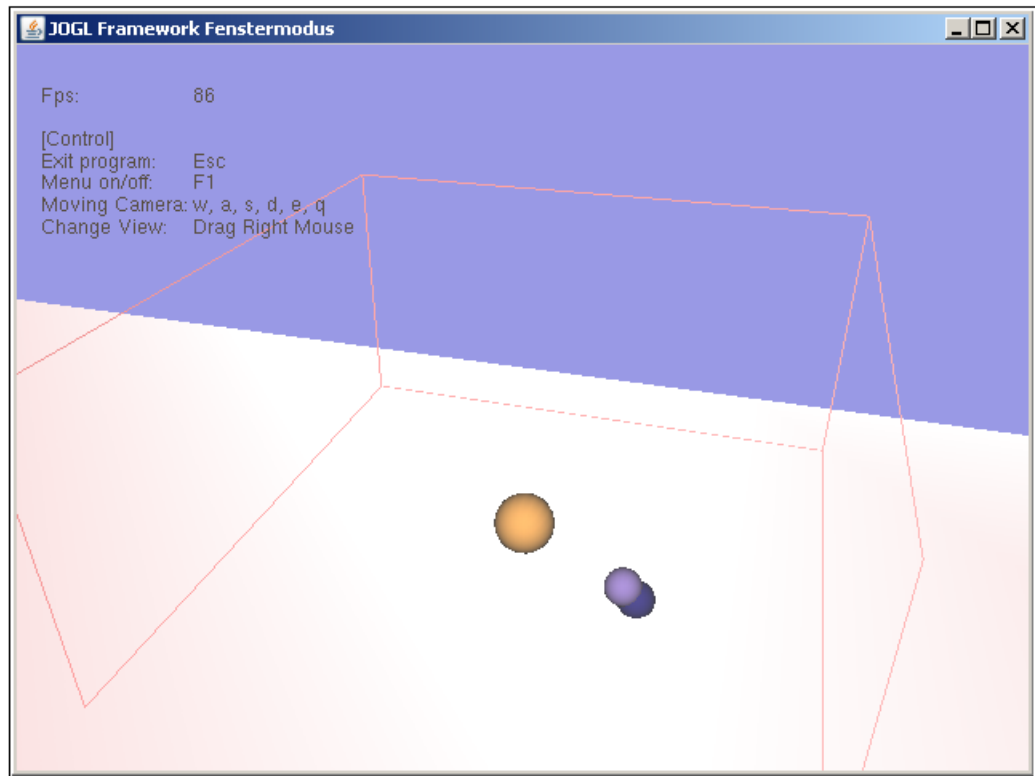 JOGL Framework Fenstermodus
Fps: 86
[Control]
Exit program: Esc
Menu on/off: F1
Moving Camera: w, a, s, d, e, q
Change View: Drag Right Mouse